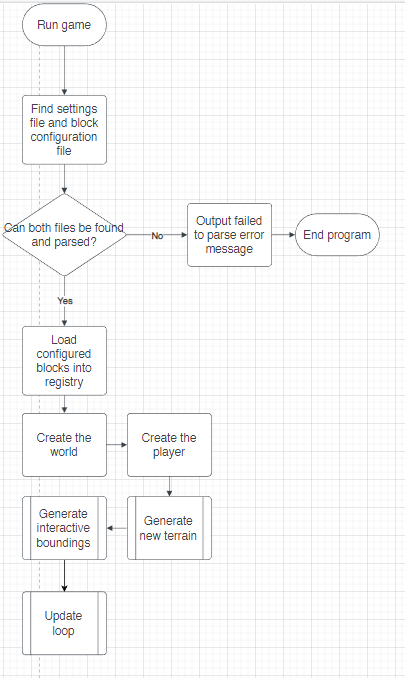 Run game
Find settings
file and block
configuration
file
Can both files be found
and parsed?
No
Output failed
to parse error
message
End program
Yes
Load
configured
blocks into
registry
Create the
world
Create the
player
Generate
interactive
boundings
Generate
new terrain
Update
loop